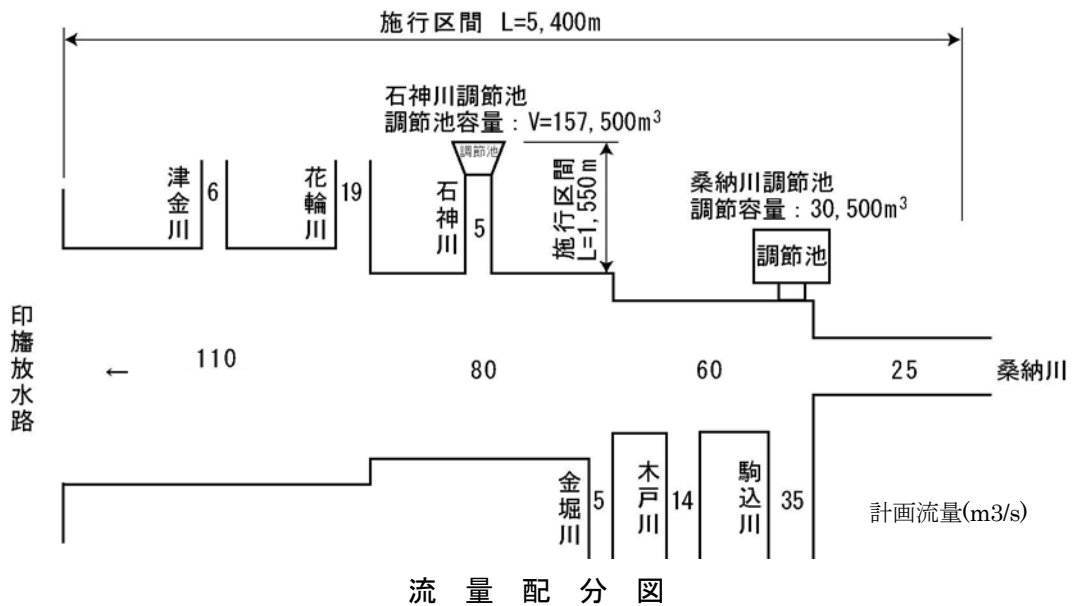 施行区間 L=5,400m
石神川調節池
調節池容量：V=157,500m³
調節池
施行区間
L=1,550m
桑納川調節池
調節容量：30,500m³
調節池
津金川
6
花輪川
19
石神川
5
印旛放水路
←
110
80
60
25
桑納川
金堀川
5
木戸川
14
駒込川
35
計画流量(m3/s)
流量配分図